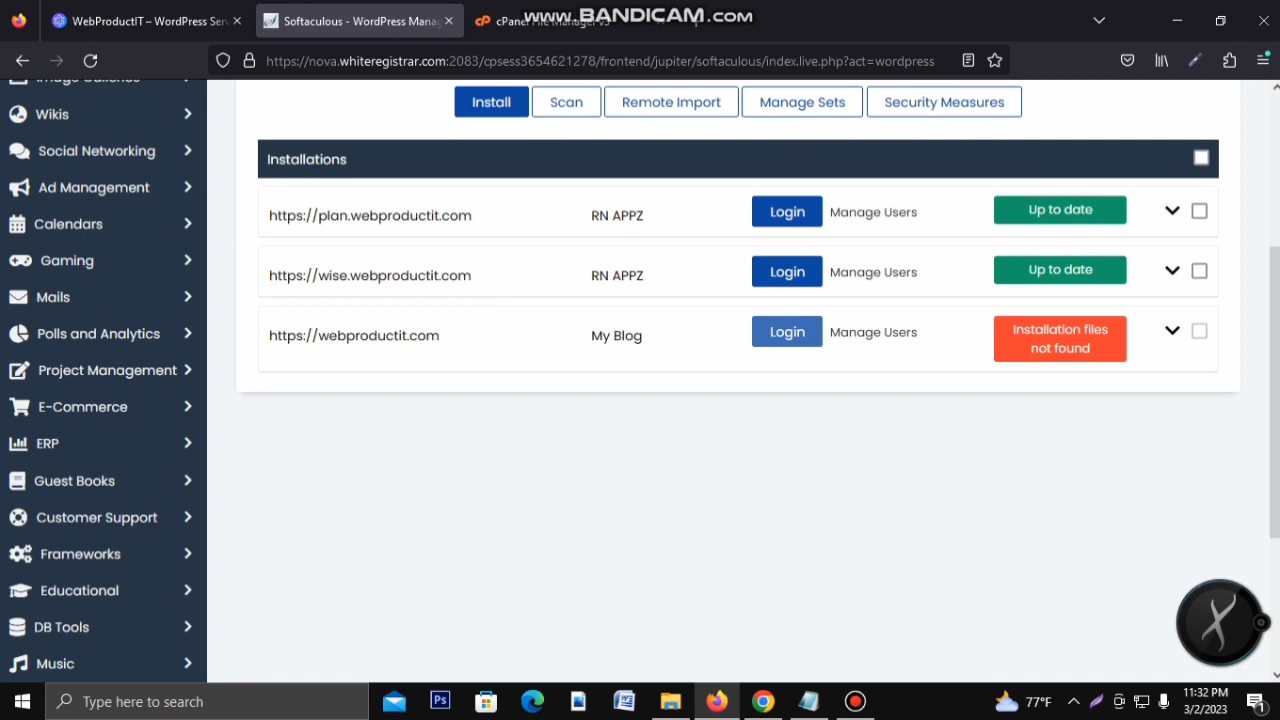 WebProductIT – WordPress Serv
Softaculous - WordPress Manag
cPanel File Manager v3
www.BANDICAM.com
https://nova.whiteregistrar.com:2083/cpsess3654621278/frontend/jupiter/softaculous/index.live.php?act=wordpress
Image Galleries
Wikis
Social Networking
Ad Management
Calendars
Gaming
Mails
Polls and Analytics
Project Management
E-Commerce
ERP
Guest Books
Customer Support
Frameworks
Educational
DB Tools
Music
Install Scan Remote Import Manage Sets Security Measures
Installations
https://plan.webproductit.com RN APPZ Login Manage Users Up to date
https://wise.webproductit.com RN APPZ Login Manage Users Up to date
https://webproductit.com My Blog Login Manage Users Installation files
not found
Type here to search
Ps
77°F
11:32 PM
3/2/2023
1